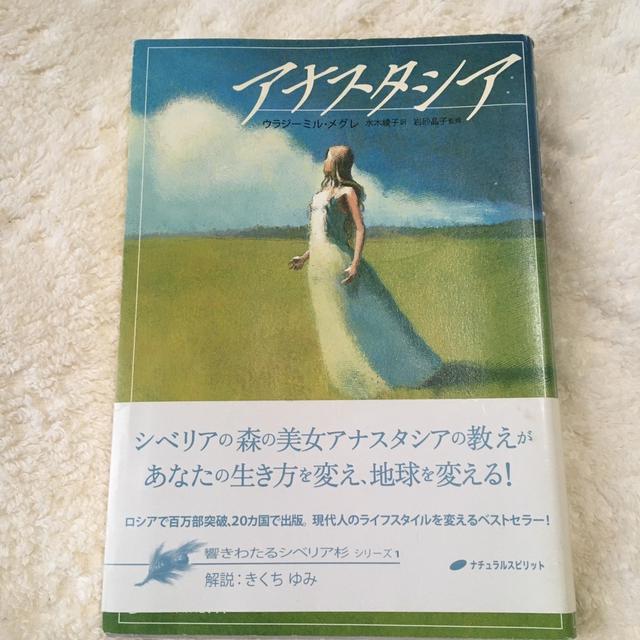 アナスタシア
ウラジーミル・メグレ 水木綾子 訳 岩砂晶子 監修
シベリアの森の美女アナスタシアの教えが
あなたの生き方を変え、地球を変える!
ロシアで百万部突破、20カ国で出版。現代人のライフスタイルを変えるベストセラー!
響きわたるシベリア杉 シリーズ1
解説:きくち ゆみ
ナチュラルスピリット